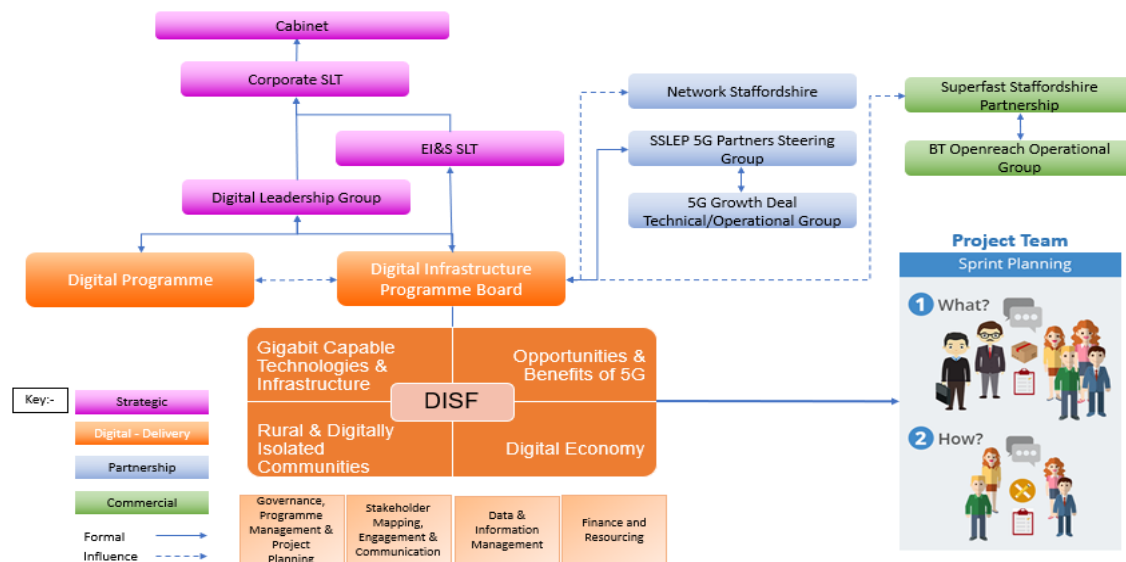 Cabinet
Corporate SLT
EI&S SLT
Digital Leadership Group
Digital Programme
Digital Infrastructure
Programme Board
Network Staffordshire
SSLEP 5G Partners Steering
Group
5G Growth Deal
Technical/Operational Group
Superfast Staffordshire
Partnership
BT Openreach Operational
Group
Gigabit Capable
Technologies &
Infrastructure
Opportunities &
Benefits of 5G
DISF
Rural & Digitally
Isolated
Communities
Digital Economy
Governance,
Programme
Management &
Project
Planning
Stakeholder
Mapping,
Engagement &
Communication
Data &
Information
Management
Finance and
Resourcing
Project Team
Sprint Planning
1 What?
2 How?
Key:-
Strategic
Digital - Delivery
Partnership
Commercial
Formal
Influence